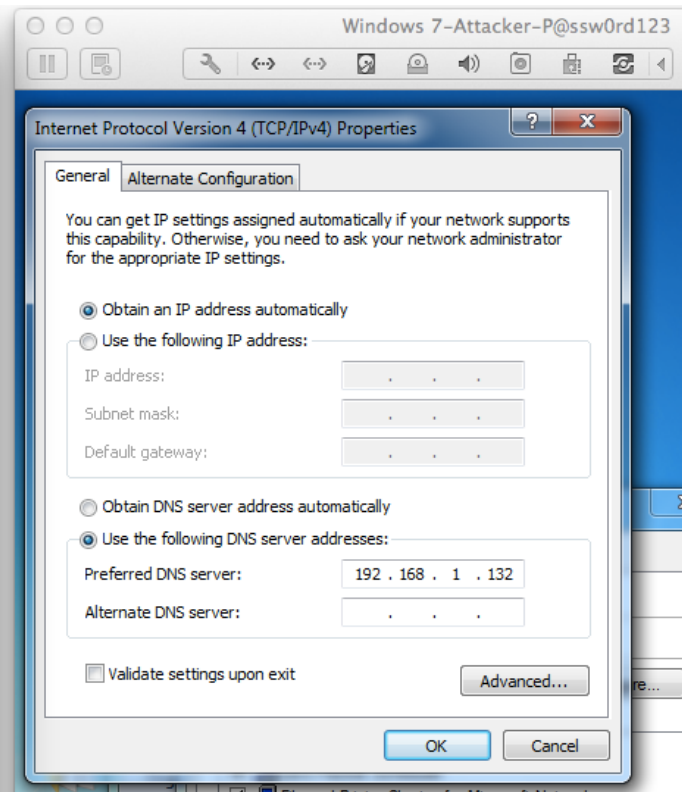 Windows 7-Attacker-P@ssw0rd123
Internet Protocol Version 4 (TCP/IPv4) Properties
General
Alternate Configuration
You can get IP settings assigned automatically if your network supports
this capability. Otherwise, you need to ask your network administrator
for the appropriate IP settings.
Obtain an IP address automatically
Use the following IP address:
IP address:
Subnet mask:
Default gateway:
Obtain DNS server address automatically
Use the following DNS server addresses:
Preferred DNS server: 192 . 168 . 1 . 132
Alternate DNS server:
Validate settings upon exit
Advanced...
re...
OK
Cancel